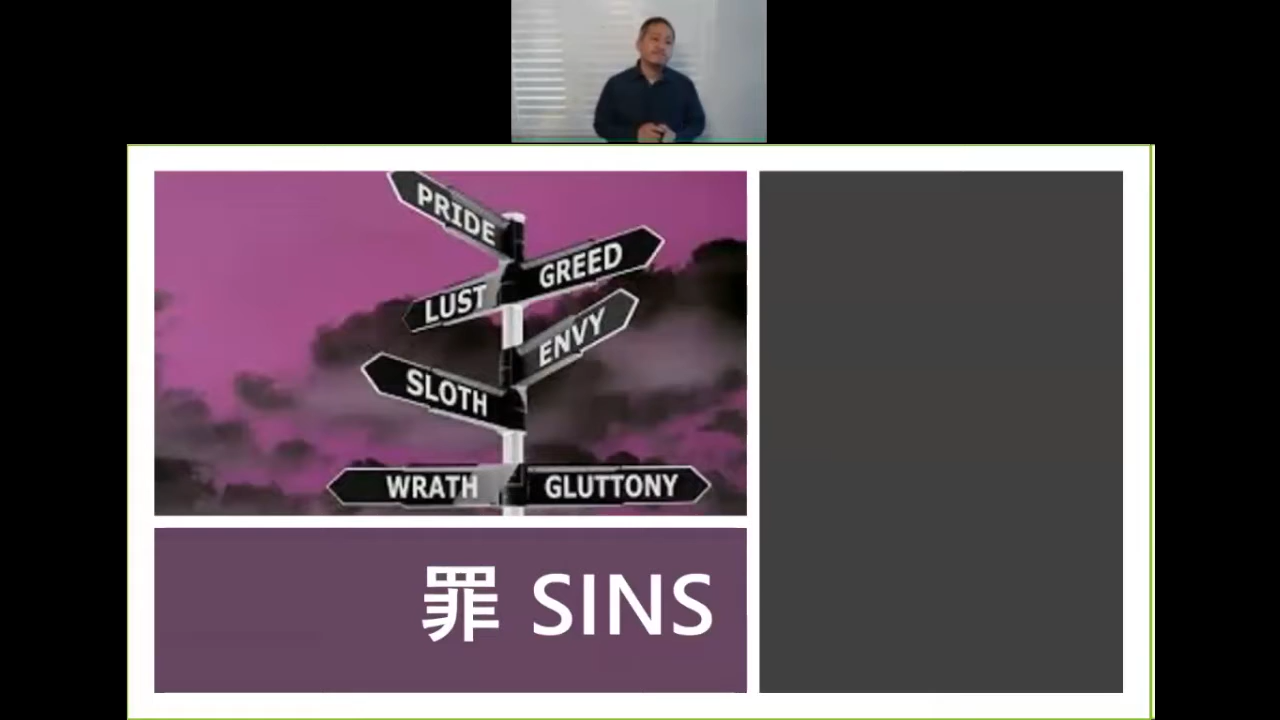 PRIDE
GREED
LUST
ENVY
SLOTH
WRATH
GLUTTONY
罪 SINS